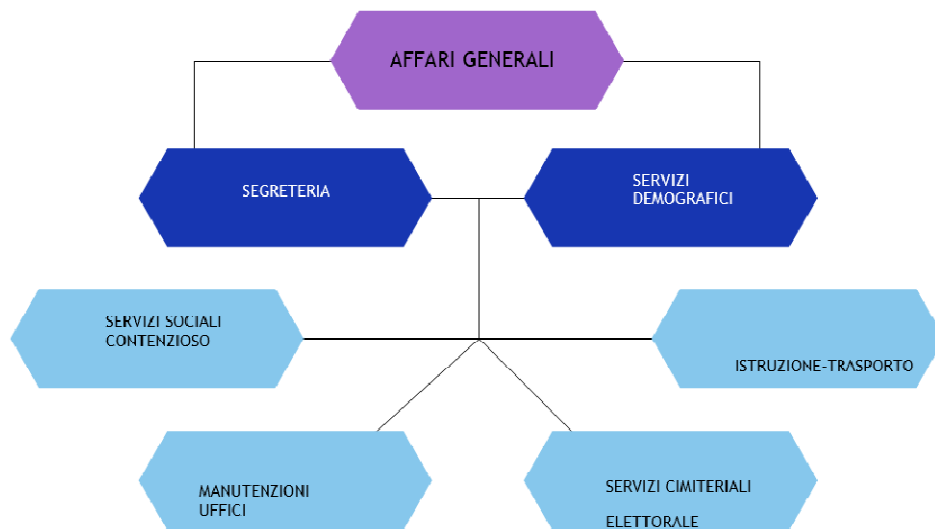 AFFARI GENERALI
SEGRETERIA
SERVIZI
DEMOGRAFICI
SERVIZI SOCIALI
CONTENZIOSO
ISTRUZIONE-TRASPORTO
MANUTENZIONI
UFFICI
SERVIZI CIMITERIALI
ELETTORALE